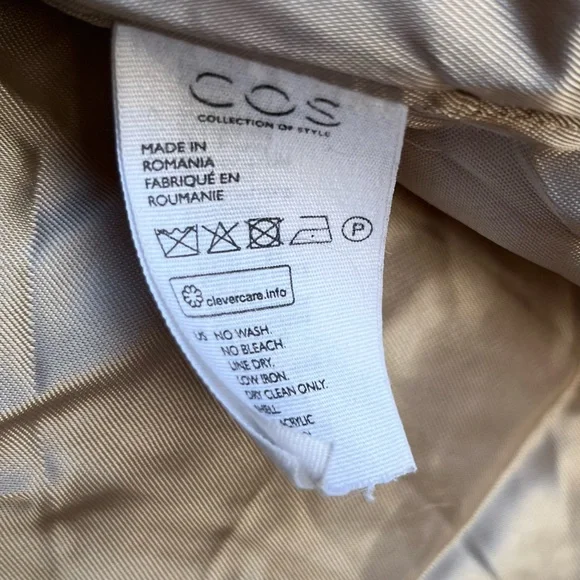 COS
COLLECTION OF STYLE
MADE IN
ROMANIA
FABRIQUÉ EN
ROUMANIE
P
clevercare.info
US NO WASH.
NO BLEACH.
LINE DRY.
LOW IRON.
DRY CLEAN ONLY.
SHELL
ACRYLIC